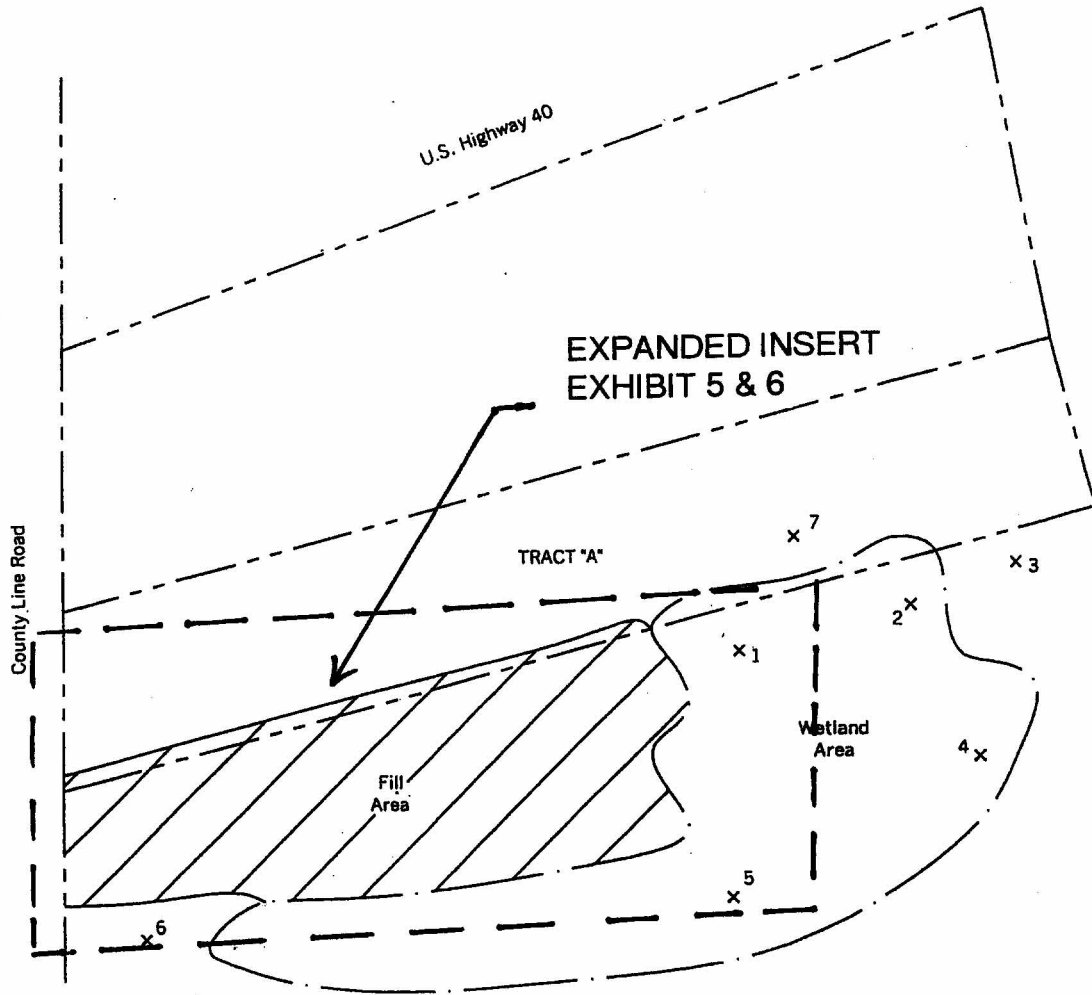 U.S. Highway 40
EXPANDED INSERT
EXHIBIT 5 & 6
County Line Road
TRACT "A"
7
3
2
1
Wetland
Area
4
Fill
Area
5
6